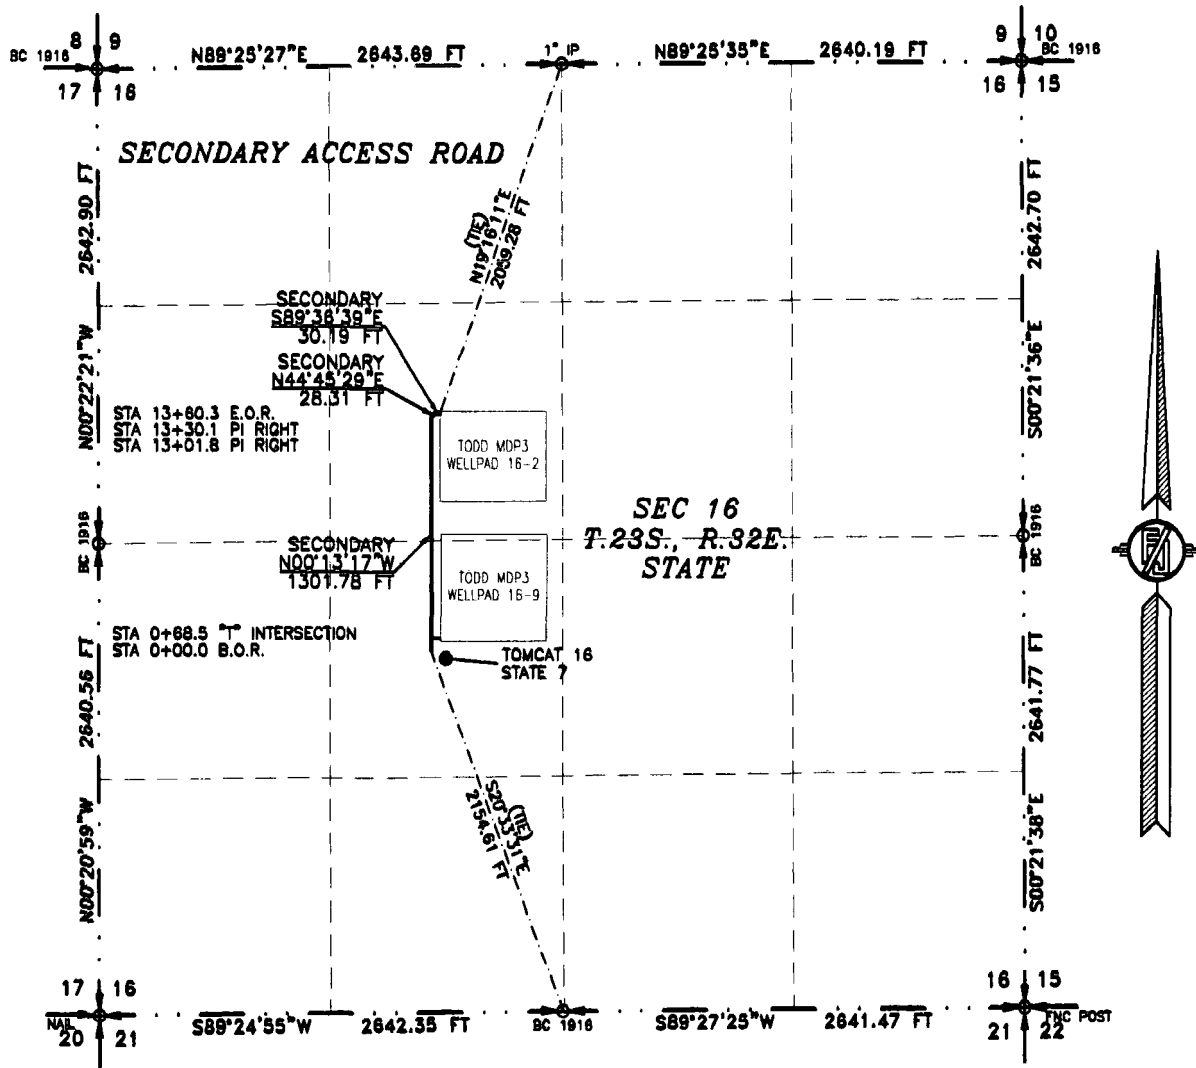 8 9
BC 1916
N89°25'27"E 2643.69 FT
1" IP
N89°25'35"E 2640.19 FT
9 10
BC 1916
17 16
16 15
SECONDARY ACCESS ROAD
2642.90 FT
N00°22'21"W
2642.70 FT
S00°21'36"E
(TIE)
N19°16'11"E
2059.28 FT
SECONDARY
S89°36'39"E
30.19 FT
SECONDARY
N44°45'29"E
28.31 FT
STA 13+60.3 E.O.R.
STA 13+30.1 PI RIGHT
STA 13+01.8 PI RIGHT
TODD MDP3
WELLPAD 16-2
SEC 16
T.23S., R.32E.
STATE
BC 1916
BC 1916
SECONDARY
N00°13'17"W
1301.78 FT
TODD MDP3
WELLPAD 16-9
STA 0+68.5 "T" INTERSECTION
STA 0+00.0 B.O.R.
TOMCAT 16
STATE 7
2640.56 FT
N00°20'59"W
2641.77 FT
S00°21'38"E
(TIE)
S20°33'31"E
2154.61 FT
17 16
NAIL
20 21
S89°24'55"W 2642.35 FT
BC 1916
S89°27'25"W 2641.47 FT
16 15
FNC POST
21 22